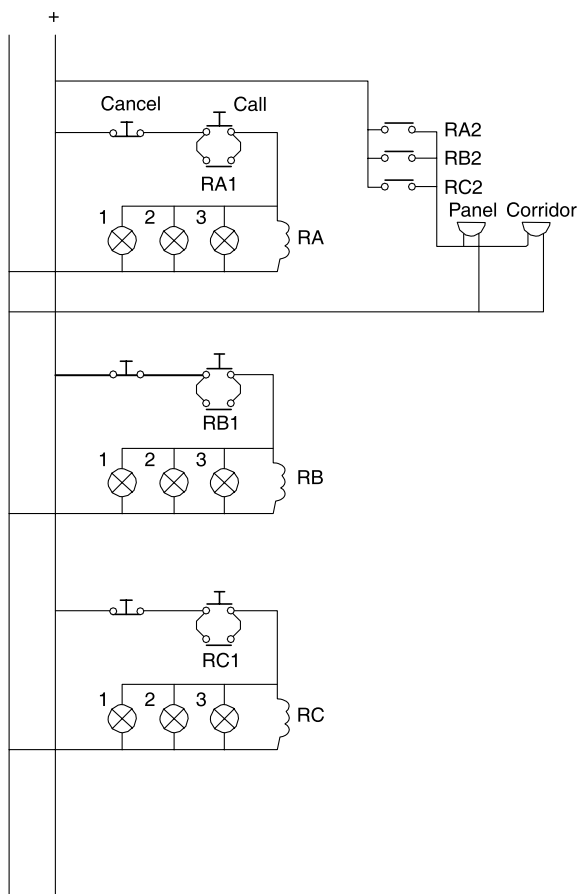 +
Cancel
Call
RA1
RA2
RB2
RC2
Panel Corridor
1 2 3
RA
RB1
1 2 3
RB
RC1
1 2 3
RC